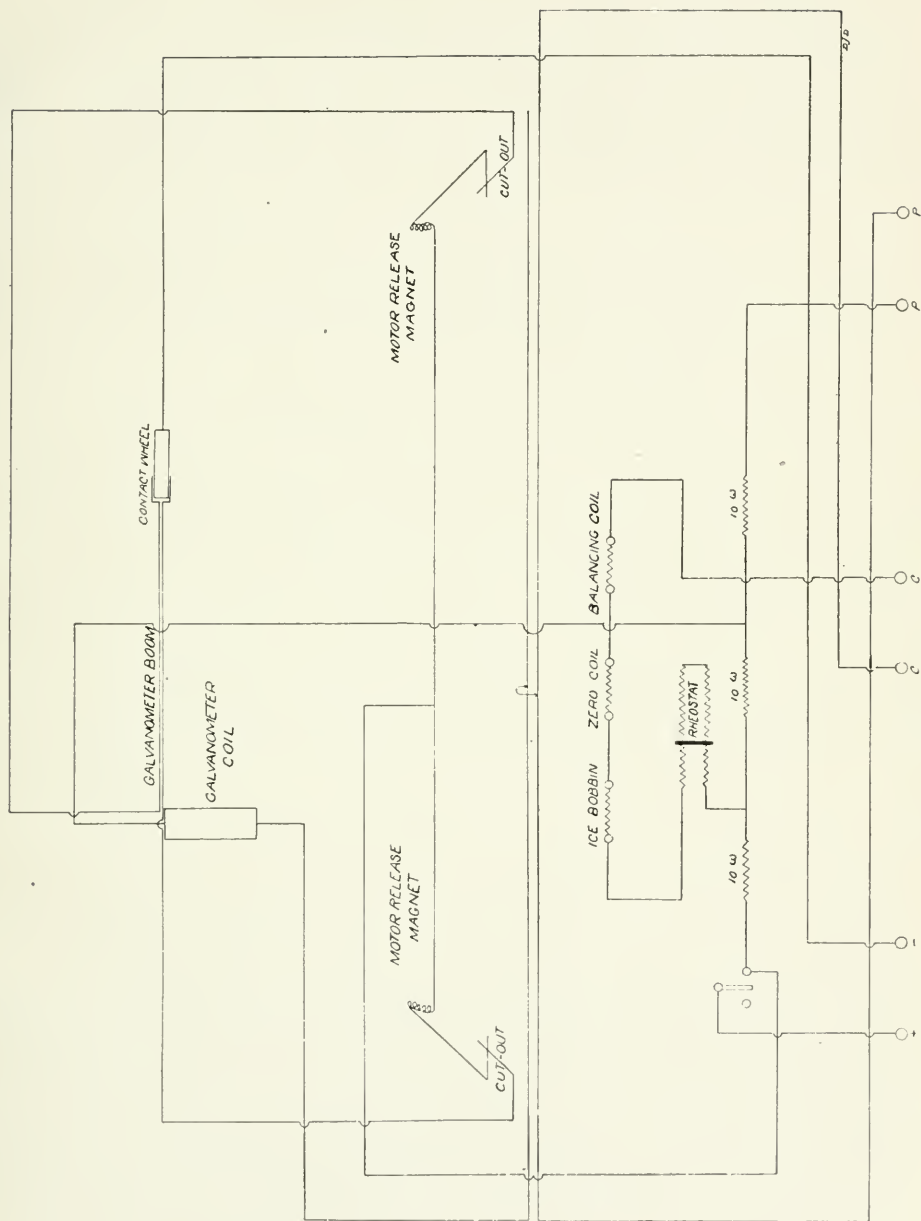 GALVANOMETER BOOM
GALVANOMETER
COIL
CONTACT WHEEL
MOTOR RELEASE
MAGNET
MOTOR RELEASE
MAGNET
CUT-OUT
CUT-OUT
ICE BOBBIN
ZERO COIL
BALANCING COIL
RHEOSTAT
10 ω
10 ω
10 ω
+
-
C
C
P
P